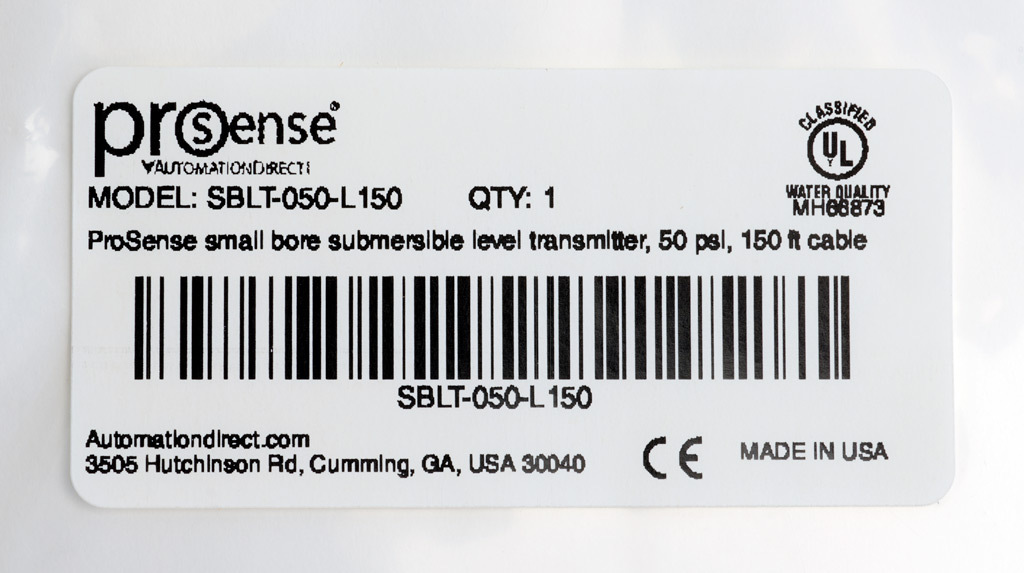 prosense®
AUTOMATIONDIRECT
MODEL: SBLT-050-L150 QTY: 1
ProSense small bore submersible level transmitter, 50 psi, 150 ft cable
CLASSIFIED
UL
WATER QUALITY
MH66873
SBLT-050-L150
Automationdirect.com
3505 Hutchinson Rd, Cumming, GA, USA 30040
CE
MADE IN USA